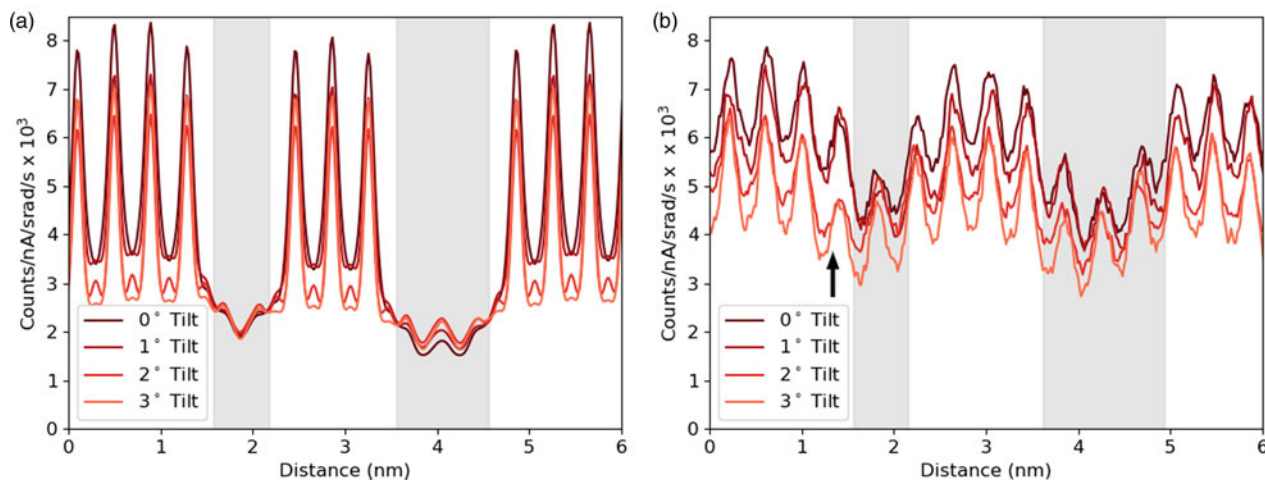 (a)
Counts/nA/srad/s x 10³
8
7
6
5
4
3
2
1
0
0° Tilt
1° Tilt
2° Tilt
3° Tilt
0 1 2 3 4 5 6
Distance (nm)
(b)
Counts/nA/srad/s x x 10³
8
7
6
5
4
3
2
1
0
0° Tilt
1° Tilt
2° Tilt
3° Tilt
0 1 2 3 4 5 6
Distance (nm)